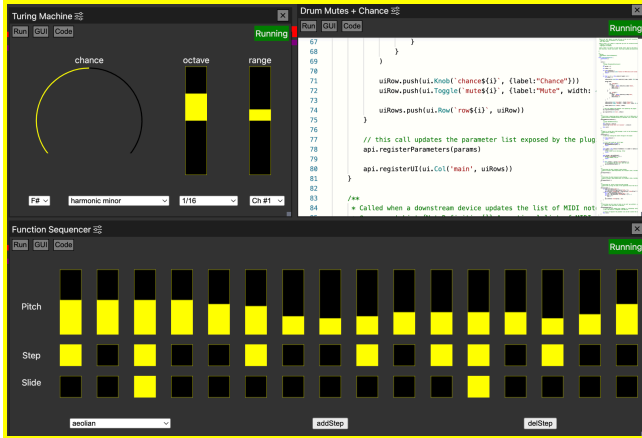 Turing Machine
Run GUI Code
Running
chance
octave
range
F#
harmonic minor
1/16
Ch #1
Drum Mutes + Chance
Run GUI Code
Running
67 }
68 }
69 )
70
71 uiRow.push(ui.Knob(`chance${i}`, {label:"Chance"}))
72 uiRow.push(ui.Toggle(`mute${i}`, {label:"Mute", width:
73
74 uiRows.push(ui.Row(`row${i}`, uiRow))
75 }
76
77 // this call updates the parameter list exposed by the plug
78 api.registerParameters(params)
79
80 api.registerUI(ui.Col('main', uiRows))
81 }
82
83 /**
84 * Called when a downstream device updates the list of MIDI not
Function Sequencer
Run GUI Code
Running
Pitch
Step
Slide
aeolian
addStep
delStep